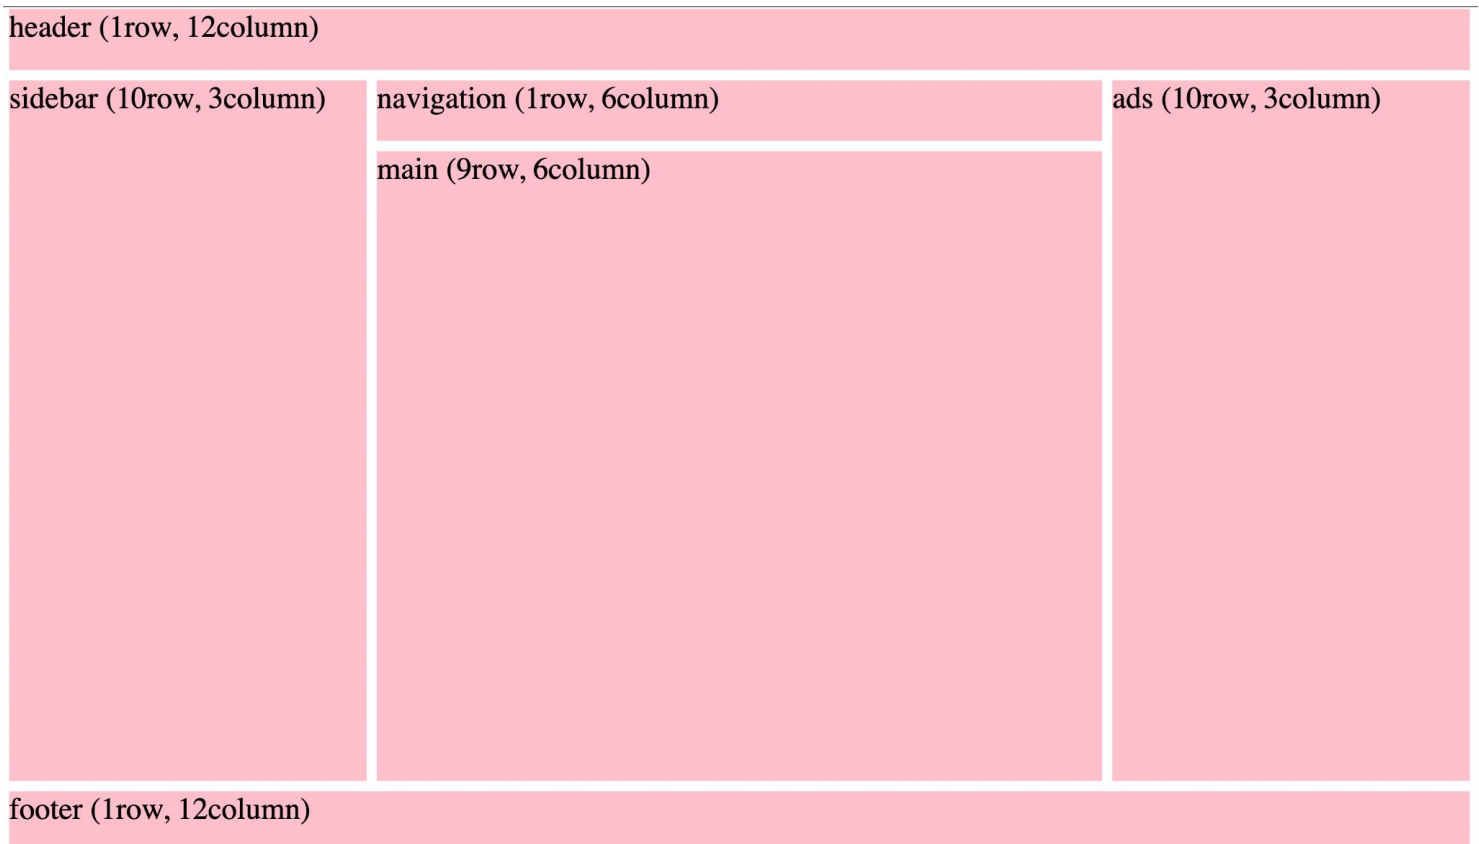 header (1row, 12column)
sidebar (10row, 3column)
navigation (1row, 6column)
ads (10row, 3column)
main (9row, 6column)
footer (1row, 12column)